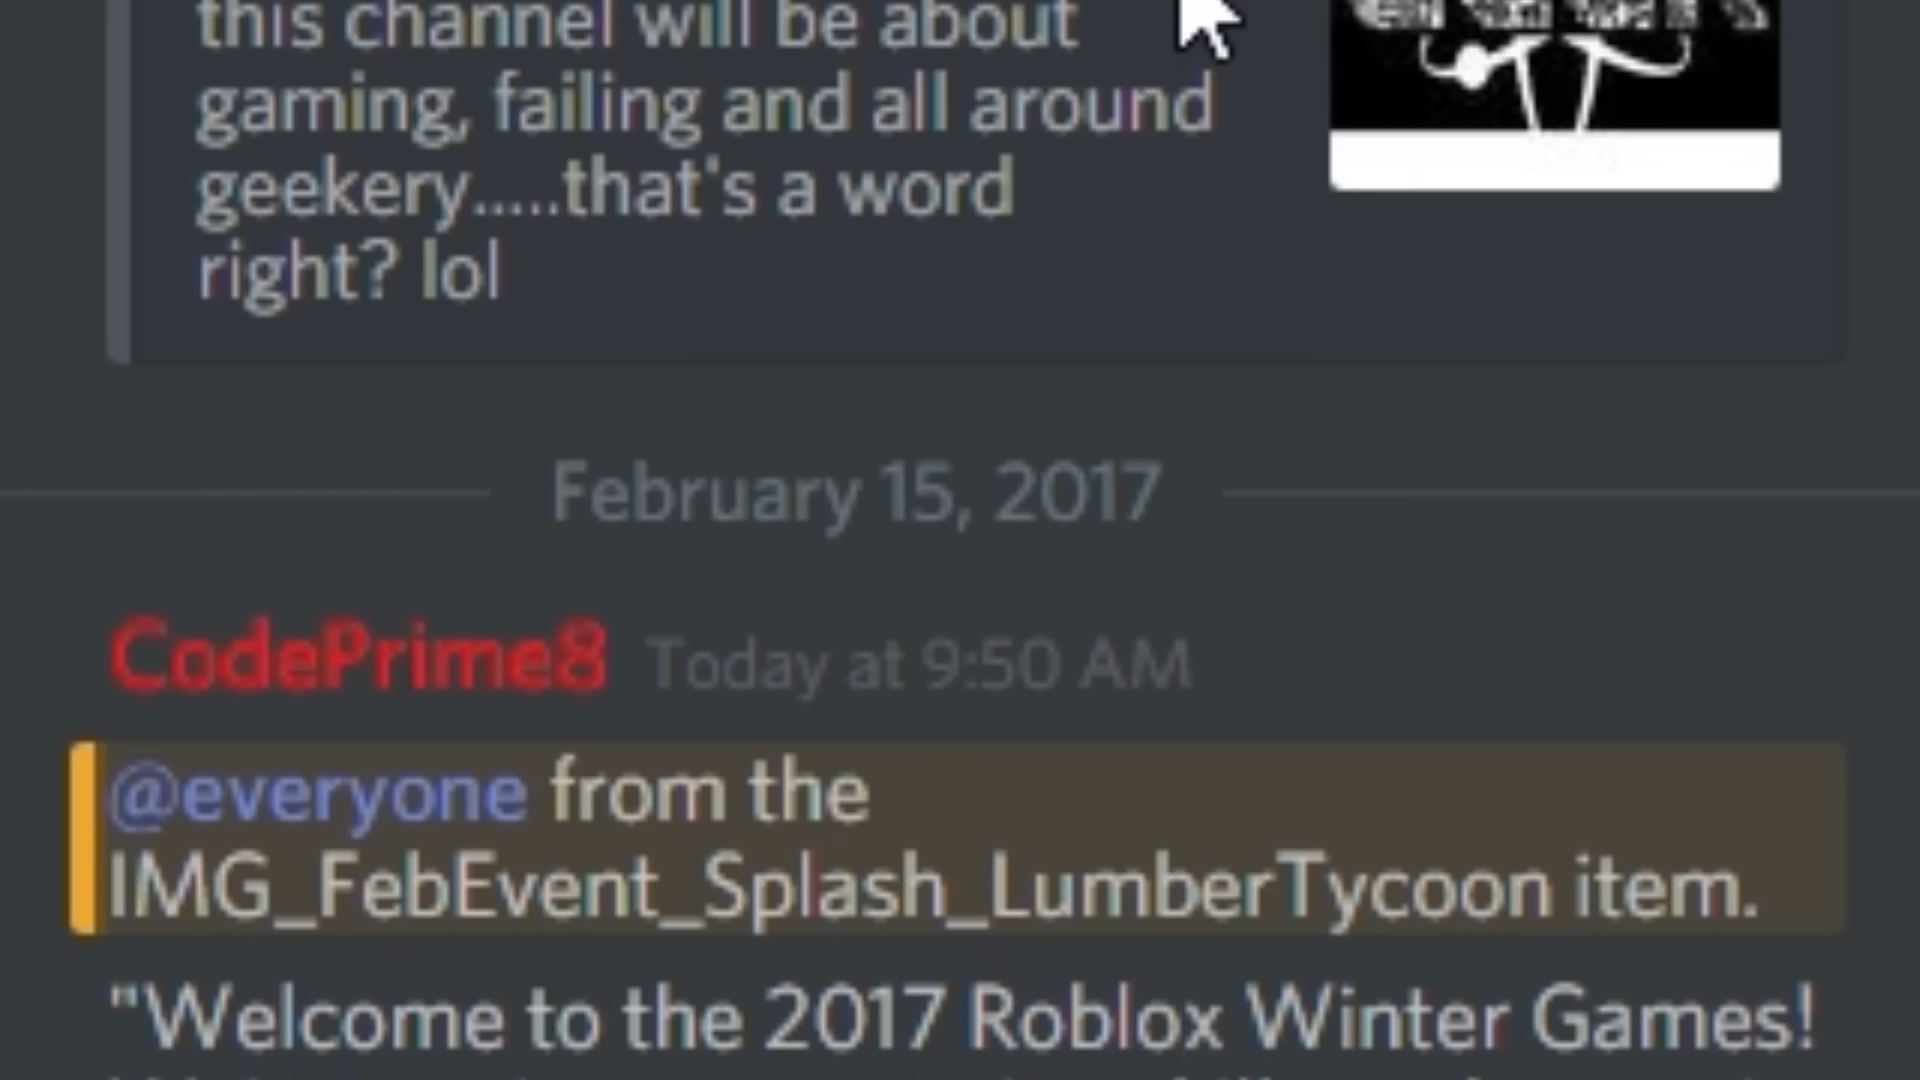 this channel will be about
gaming, failing and all around
geekery.....that's a word
right? lol
February 15, 2017
CodePrime8 Today at 9:50 AM
@everyone from the
IMG_FebEvent_Splash_LumberTycoon item.
"Welcome to the 2017 Roblox Winter Games!